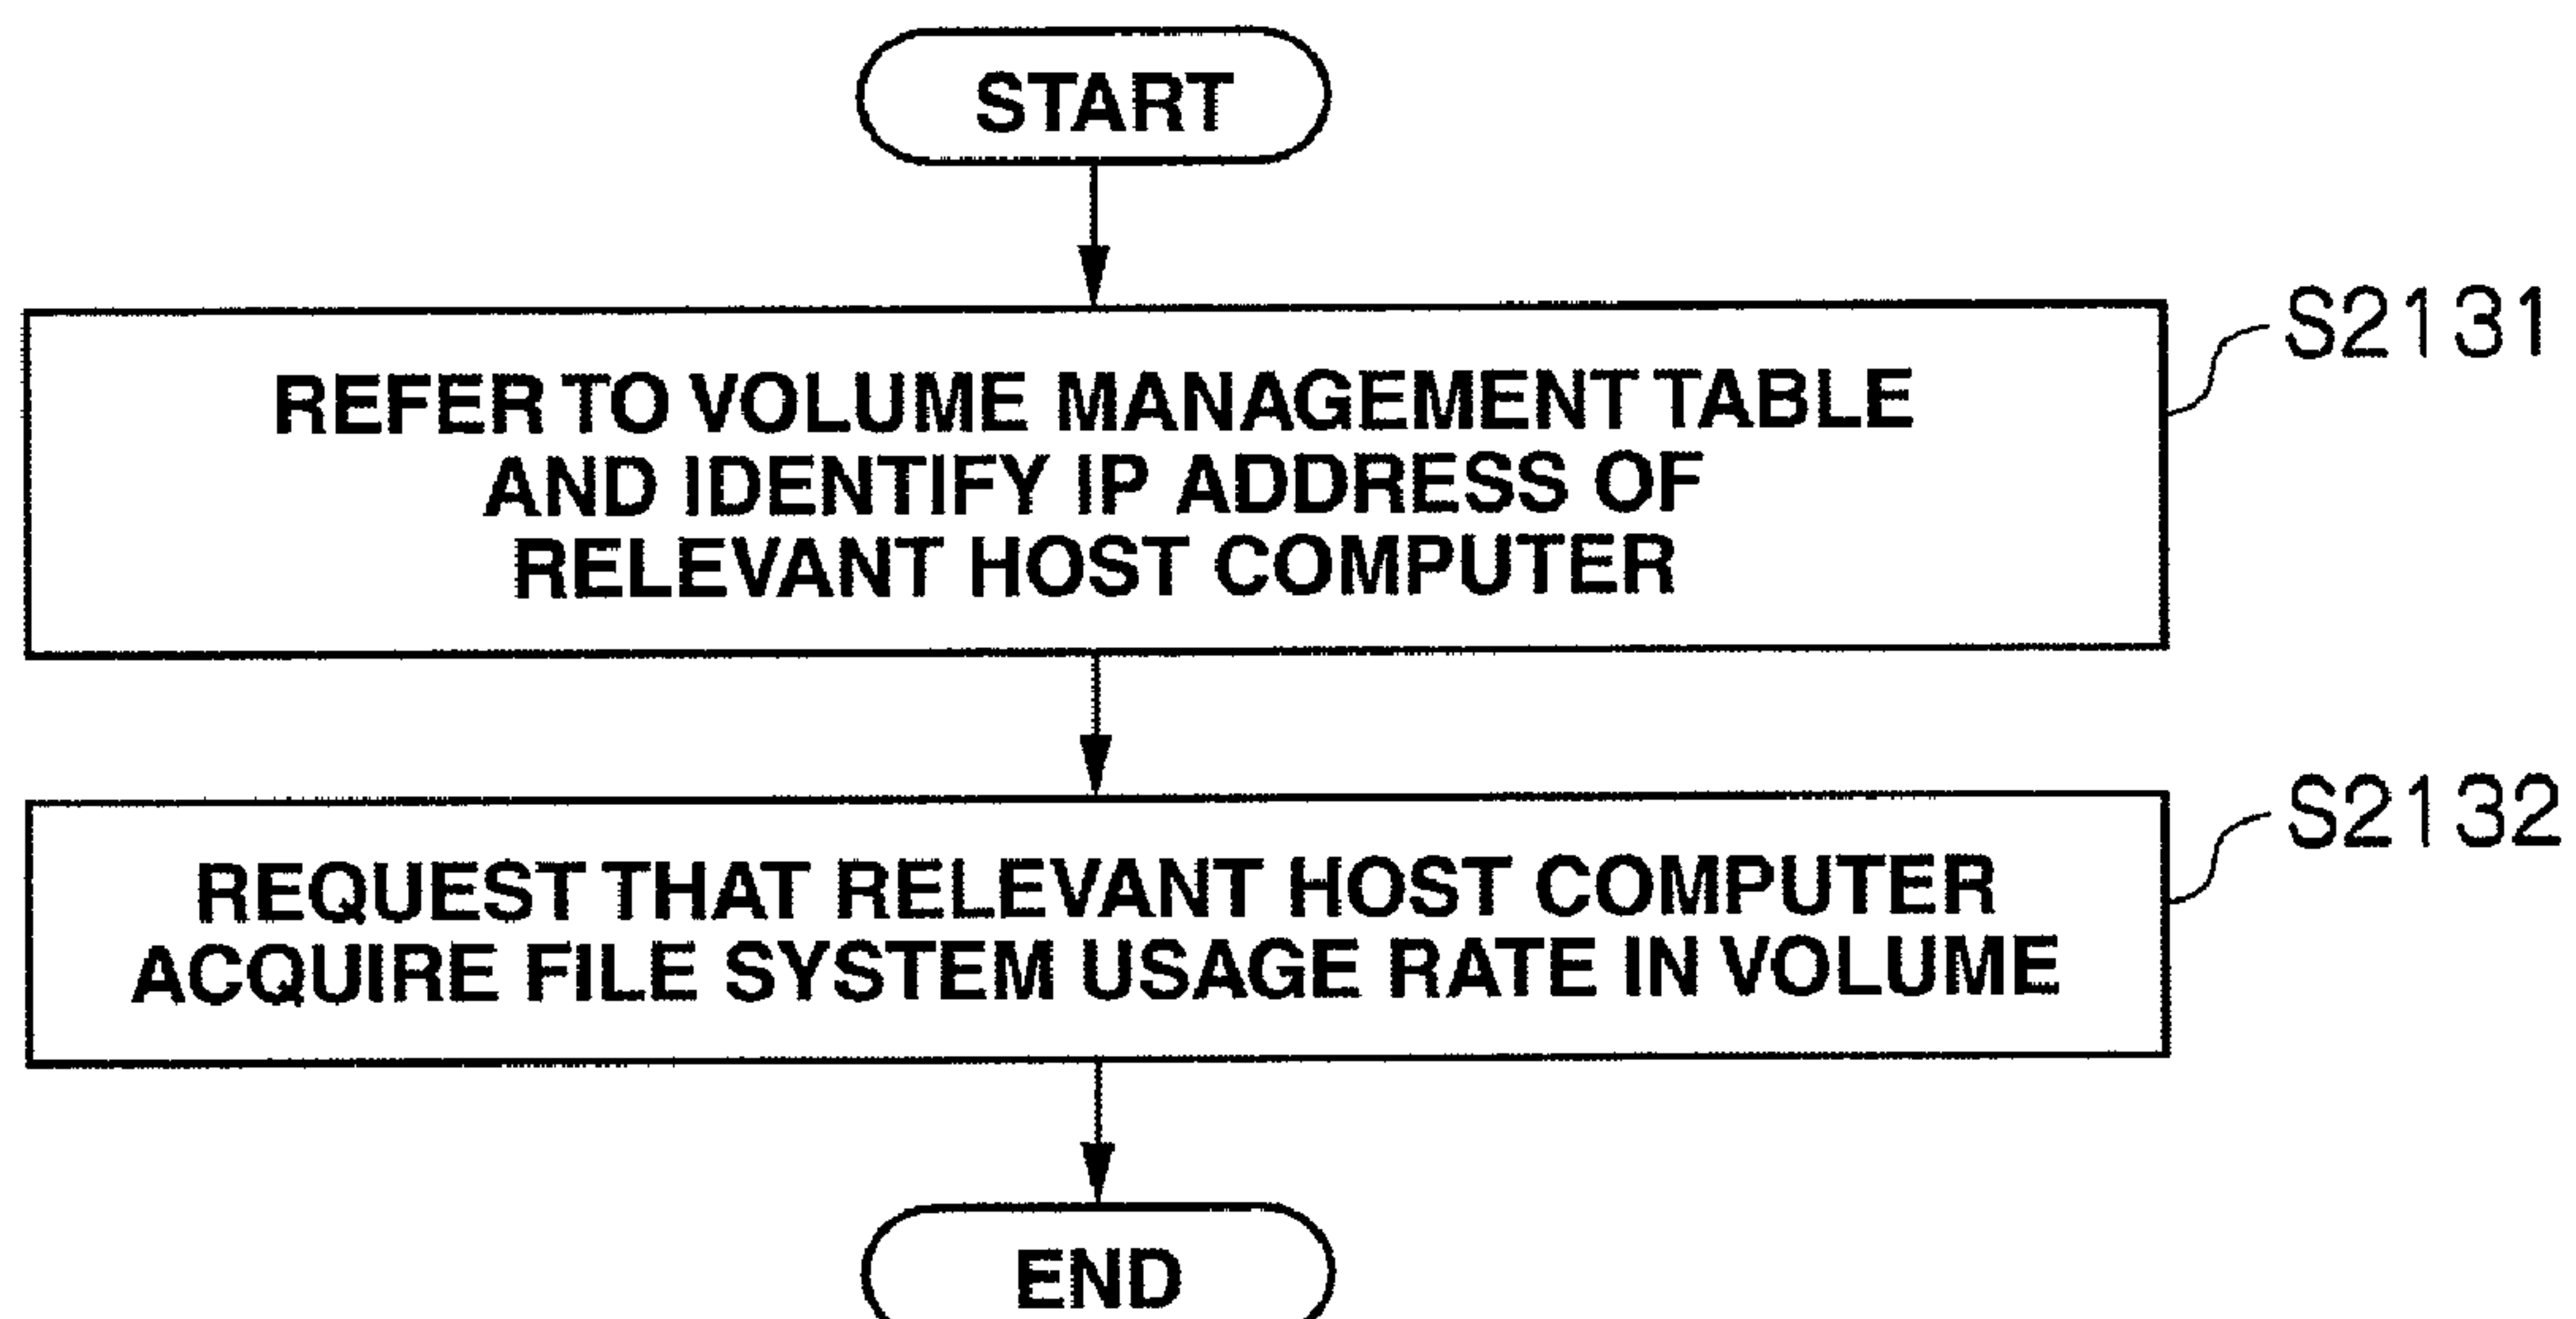 START
S2131
REFER TO VOLUME MANAGEMENT TABLE
AND IDENTIFY IP ADDRESS OF
RELEVANT HOST COMPUTER
S2132
REQUEST THAT RELEVANT HOST COMPUTER
ACQUIRE FILE SYSTEM USAGE RATE IN VOLUME
END